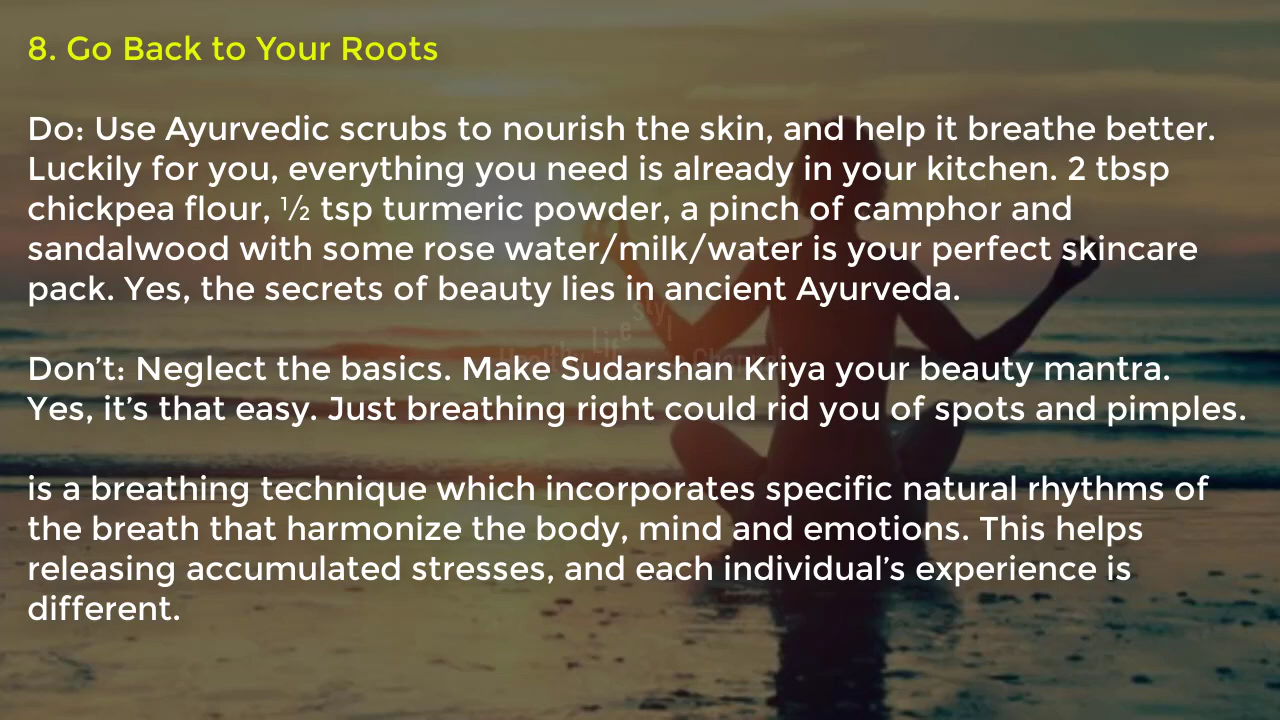 8. Go Back to Your Roots
Do: Use Ayurvedic scrubs to nourish the skin, and help it breathe better.
Luckily for you, everything you need is already in your kitchen. 2 tbsp
chickpea flour, ½ tsp turmeric powder, a pinch of camphor and
sandalwood with some rose water/milk/water is your perfect skincare
pack. Yes, the secrets of beauty lies in ancient Ayurveda.
Don’t: Neglect the basics. Make Sudarshan Kriya your beauty mantra.
Yes, it’s that easy. Just breathing right could rid you of spots and pimples.
is a breathing technique which incorporates specific natural rhythms of
the breath that harmonize the body, mind and emotions. This helps
releasing accumulated stresses, and each individual’s experience is
different.